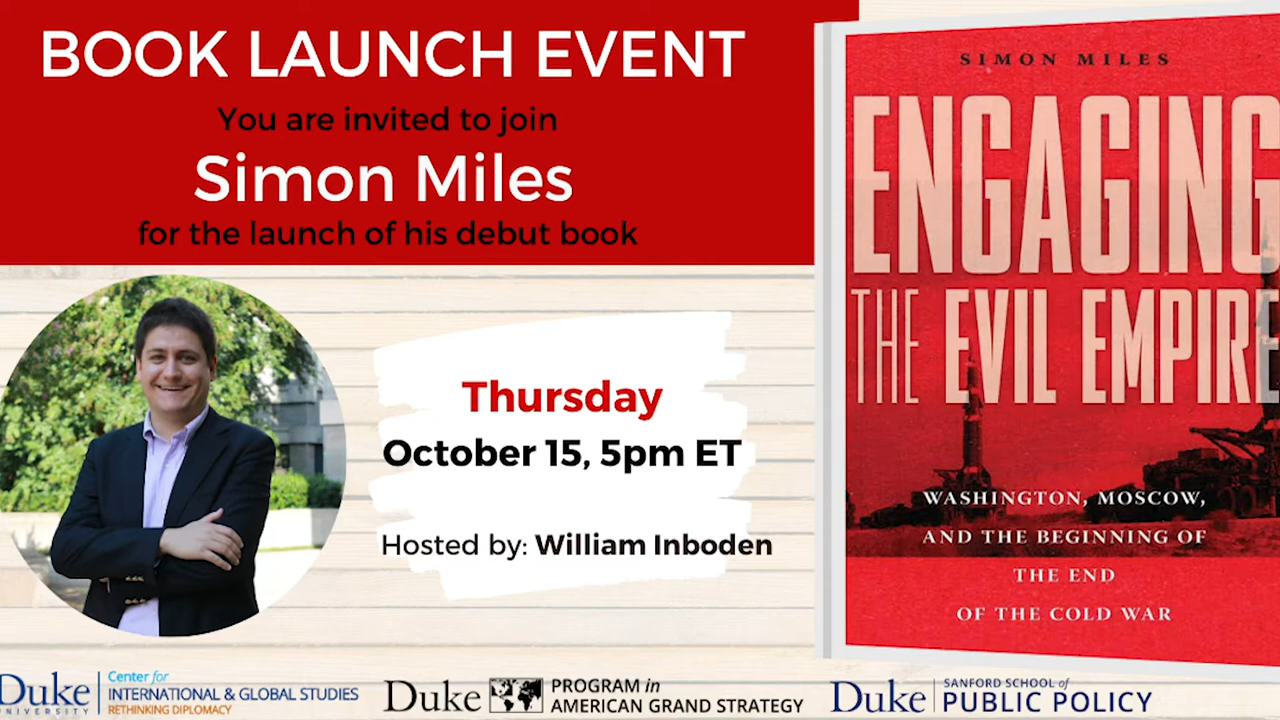 BOOK LAUNCH EVENT
You are invited to join
Simon Miles
for the launch of his debut book
Thursday
October 15, 5pm ET
Hosted by: William Inboden
SIMON MILES
ENGAGING
THE EVIL EMPIRE
WASHINGTON, MOSCOW,
AND THE BEGINNING OF
THE END
OF THE COLD WAR
Duke
UNIVERSITY
Center for
INTERNATIONAL & GLOBAL STUDIES
RETHINKING DIPLOMACY
Duke
PROGRAM in
AMERICAN GRAND STRATEGY
Duke
SANFORD SCHOOL of
PUBLIC POLICY